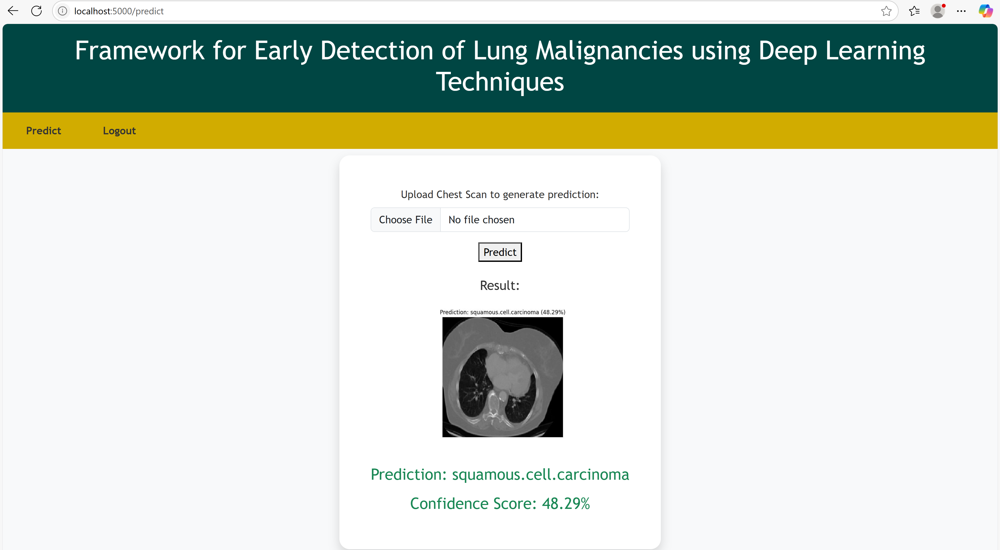 localhost:5000/predict
Framework for Early Detection of Lung Malignancies using Deep Learning
Techniques
Predict Logout
Upload Chest Scan to generate prediction:
Choose File No file chosen
Predict
Result:
Prediction: squamous.cell.carcinoma (48.29%)
Prediction: squamous.cell.carcinoma
Confidence Score: 48.29%